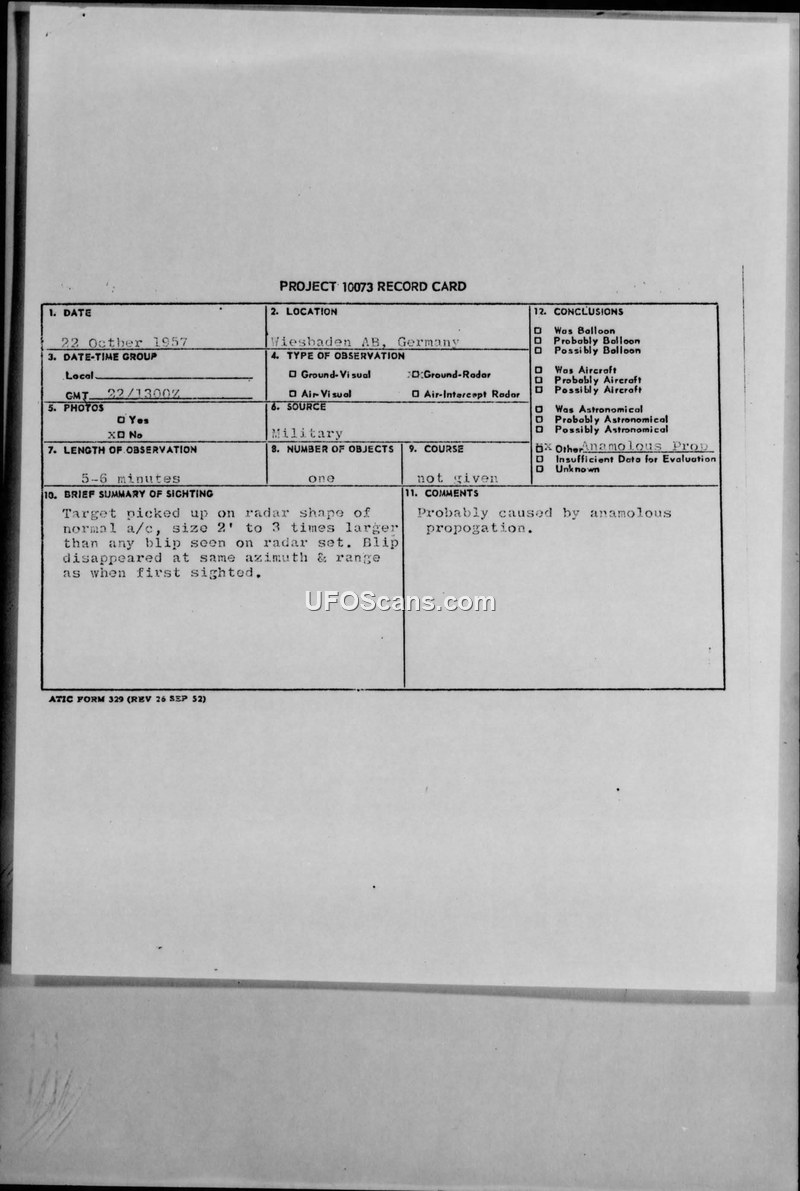 PROJECT 10073 RECORD CARD
1. DATE
22 Octber 1957
2. LOCATION
Wiesbaden AB, Germany
12. CONCLUSIONS
Was Balloon
Probably Balloon
Possibly Balloon
Was Aircraft
Probably Aircraft
Possibly Aircraft
Was Astronomical
Probably Astronomical
Possibly Astronomical
X Other Anamolous Prop
Insufficient Data for Evaluation
Unknown
3. DATE-TIME GROUP
Local
GMT 22/1300Z
4. TYPE OF OBSERVATION
Ground-Visual Ground-Radar
Air-Visual Air-Intercept Radar
5. PHOTOS
Yes
X No
6. SOURCE
Military
7. LENGTH OF OBSERVATION
5-6 minutes
8. NUMBER OF OBJECTS
one
9. COURSE
not given
10. BRIEF SUMMARY OF SIGHTING
Target picked up on radar shape of
normal a/c, size 2' to 3 times larger
than any blip seen on radar set. Blip
disappeared at same azimuth & range
as when first sighted.
11. COMMENTS
Probably caused by anamolous
propogation.
UFOScans.com
ATIC FORM 329 (REV 26 SEP 52)